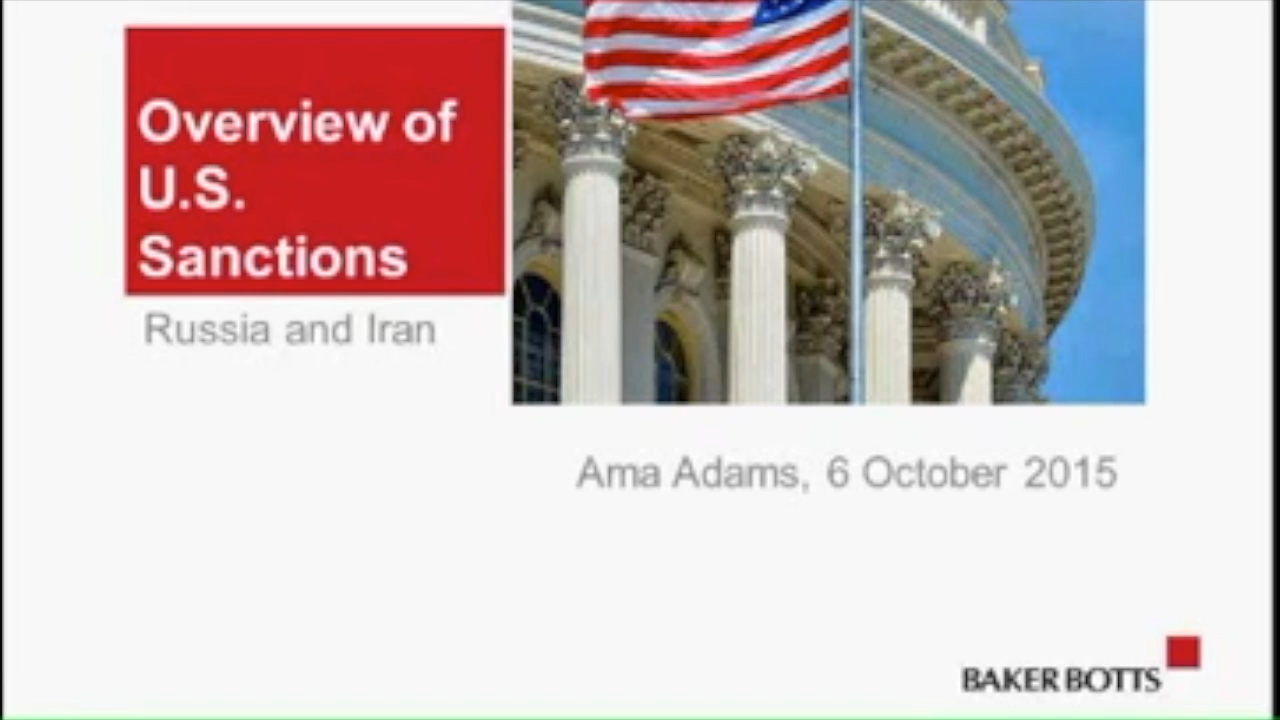 Overview of
U.S.
Sanctions
Russia and Iran
Ama Adams, 6 October 2015
BAKER BOTTS